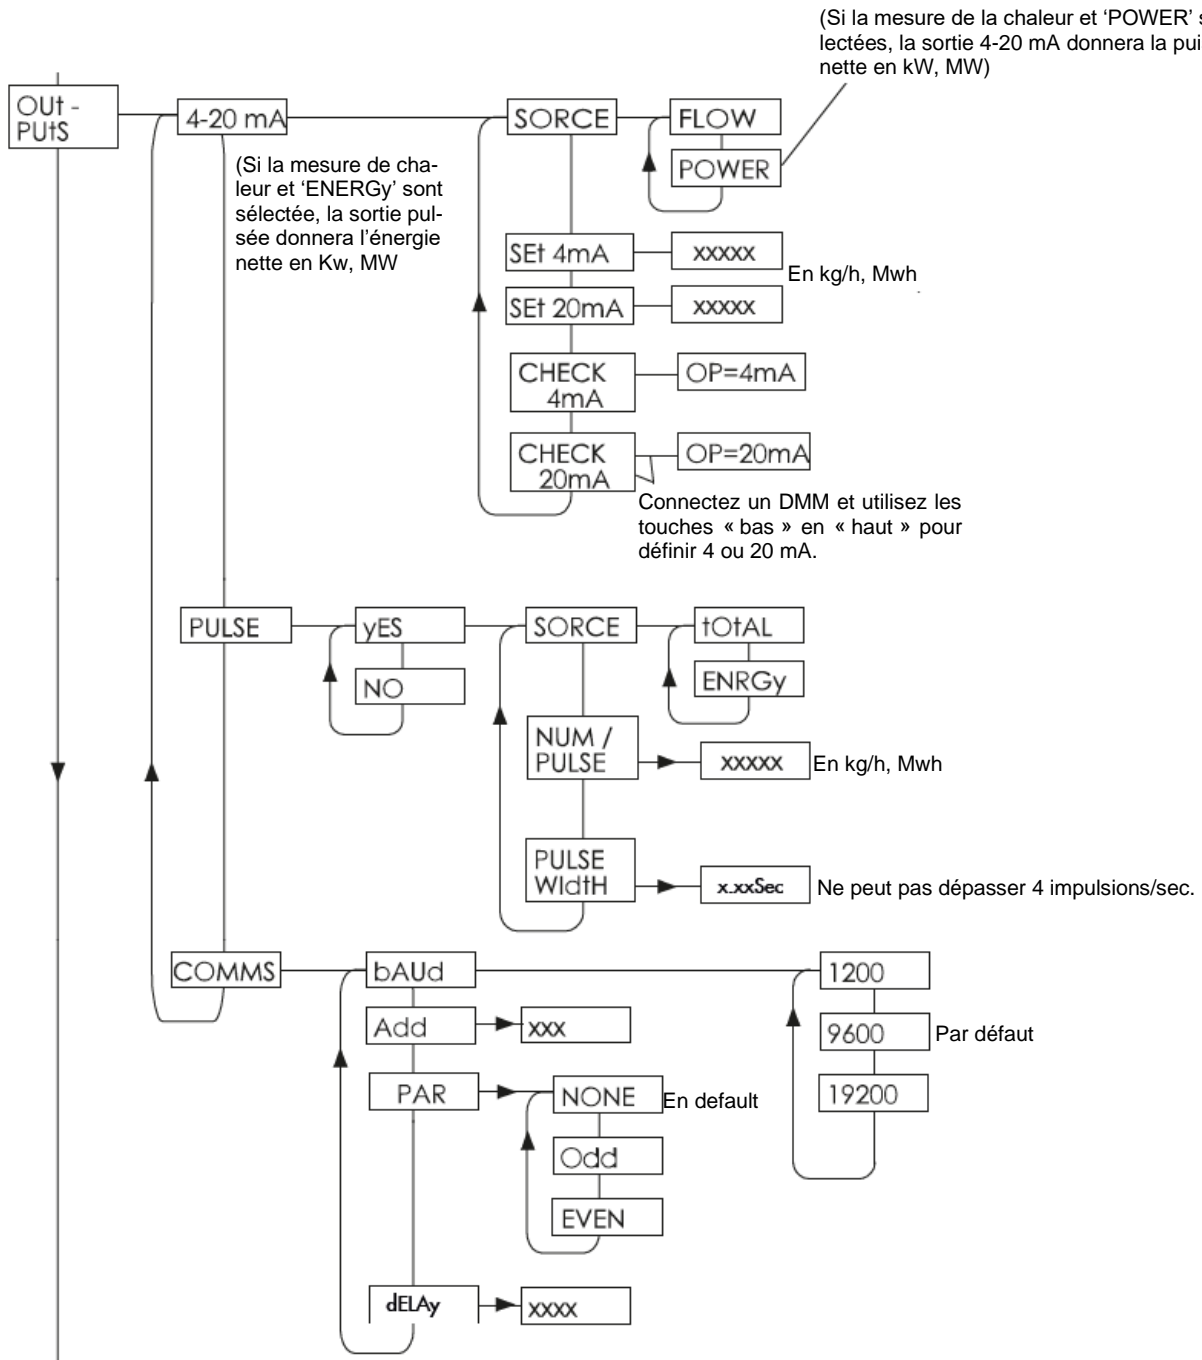 (Si la mesure de la chaleur et ‘POWER’ s
lectées, la sortie 4-20 mA donnera la pui
nette en kW, MW)
OUt -
PUtS
4-20 mA
SORCE
FLOW
POWER
(Si la mesure de cha-
leur et ‘ENERGy’ sont
sélectée, la sortie pul-
sée donnera l’énergie
nette en Kw, MW
SEt 4mA
xxxxx
En kg/h, Mwh
SEt 20mA
xxxxx
CHECK
4mA
OP=4mA
CHECK
20mA
OP=20mA
Connectez un DMM et utilisez les
touches « bas » en « haut » pour
définir 4 ou 20 mA.
PULSE
yES
NO
SORCE
tOtAL
ENRGy
NUM /
PULSE
xxxxx
En kg/h, Mwh
PULSE
WIdtH
x.xxSec
Ne peut pas dépasser 4 impulsions/sec.
COMMS
bAUd
1200
9600
Par défaut
19200
Add
xxx
PAR
NONE
En default
Odd
EVEN
dELAy
xxxx